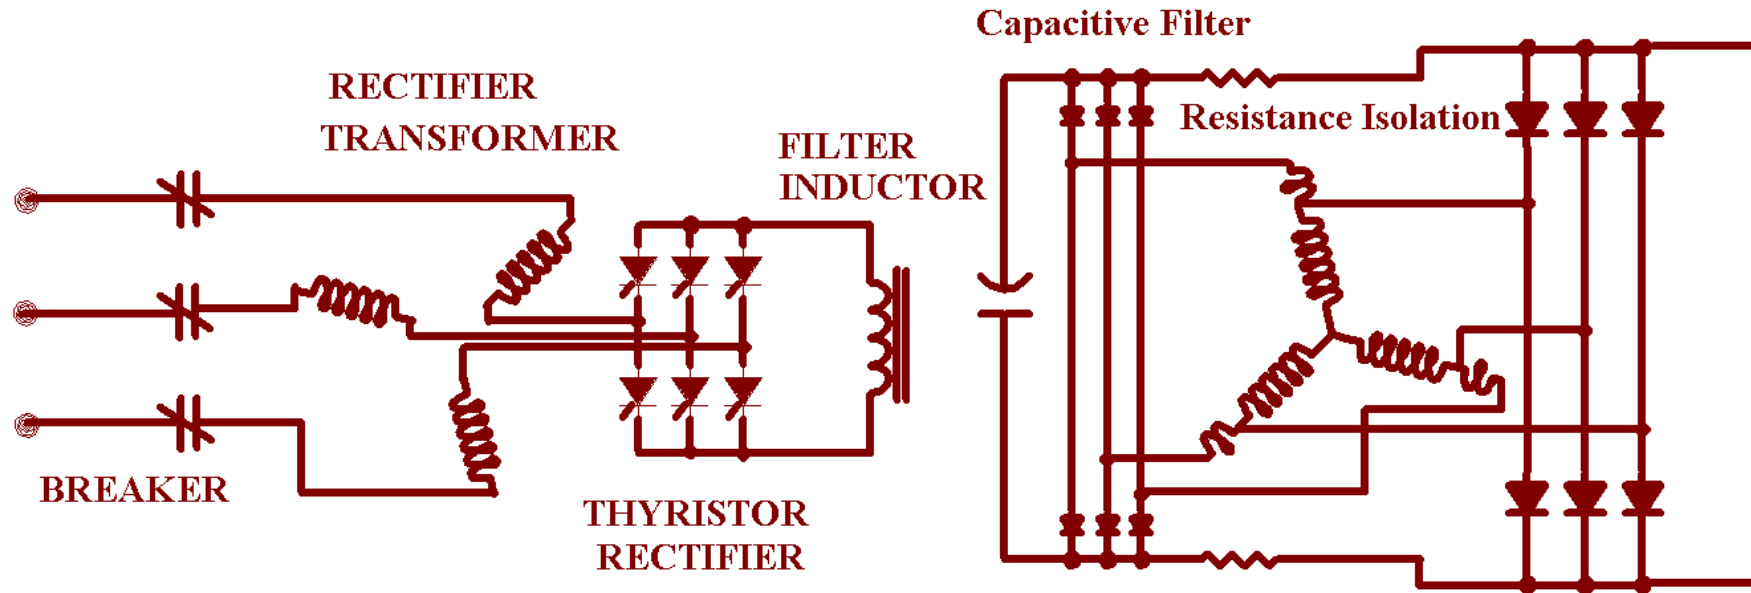 Capacitive Filter
RECTIFIER
TRANSFORMER
Resistance Isolation
FILTER
INDUCTOR
BREAKER
THYRISTOR
RECTIFIER